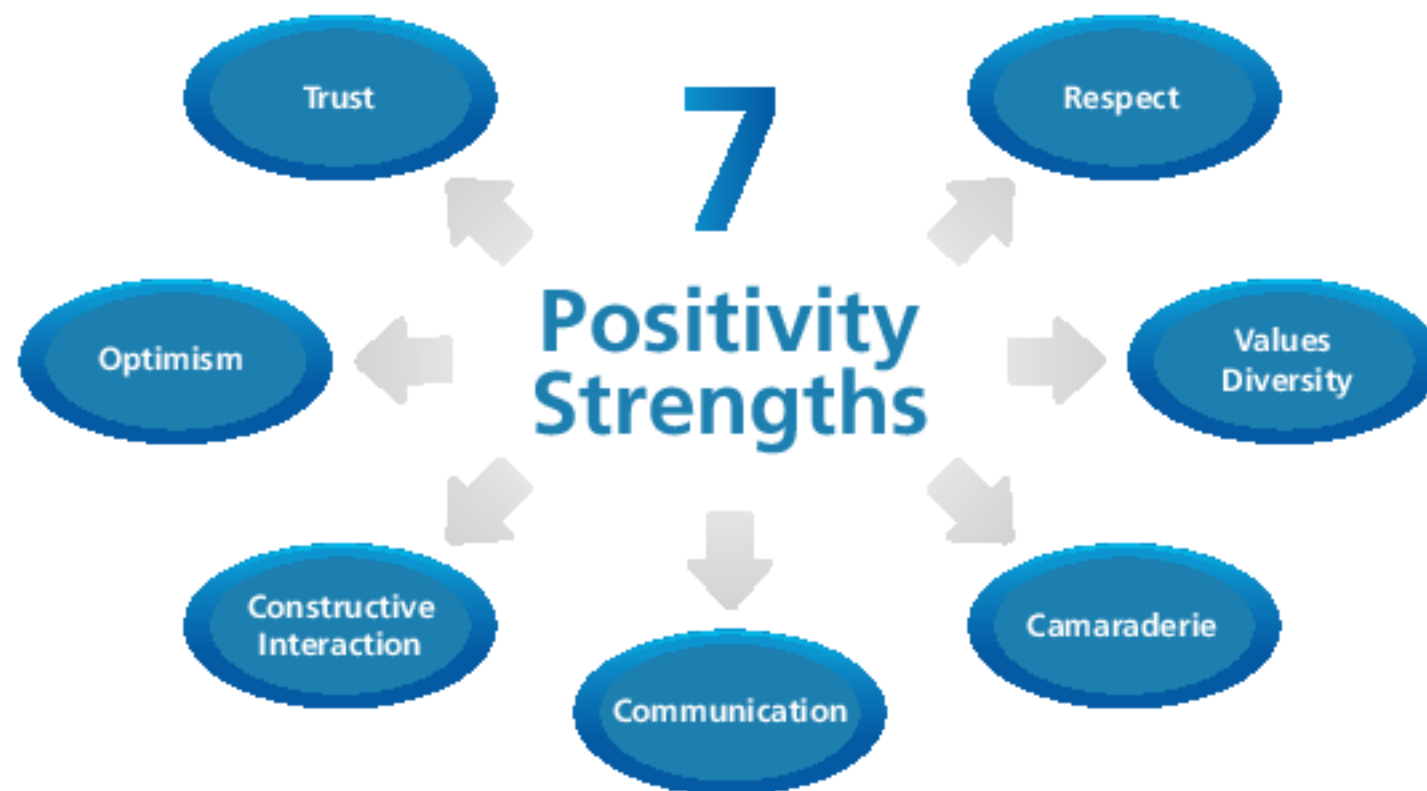 7
Positivity
Strengths
Trust
Respect
Optimism
Values
Diversity
Constructive
Interaction
Camaraderie
Communication